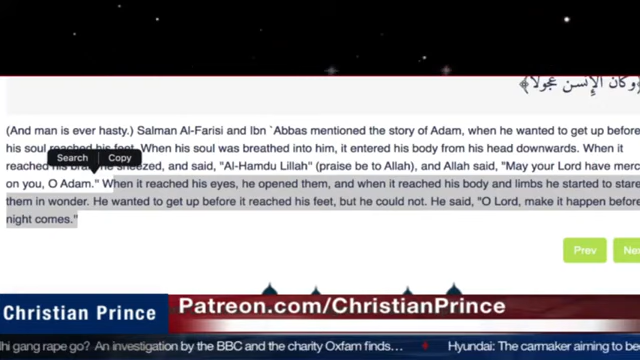 ﴿وَكَانَ الإِنْسَـنُ عَجُولاً﴾
(And man is ever hasty.) Salman Al-Farisi and Ibn `Abbas mentioned the story of Adam, when he wanted to get up before
his soul reached his feet. When his soul was breathed into him, it entered his body from his head downwards. When it
Search Copy
reached his brain he sneezed, and said, "Al-Hamdu Lillah" (praise be to Allah), and Allah said, "May your Lord have merc
on you, O Adam." When it reached his eyes, he opened them, and when it reached his body and limbs he started to stare
them in wonder. He wanted to get up before it reached his feet, but he could not. He said, "O Lord, make it happen before
night comes."
Prev Nex
Christian Prince
Patreon.com/ChristianPrince
lhi gang rape go? An investigation by the BBC and the charity Oxfam finds... Hyundai: The carmaker aiming to be